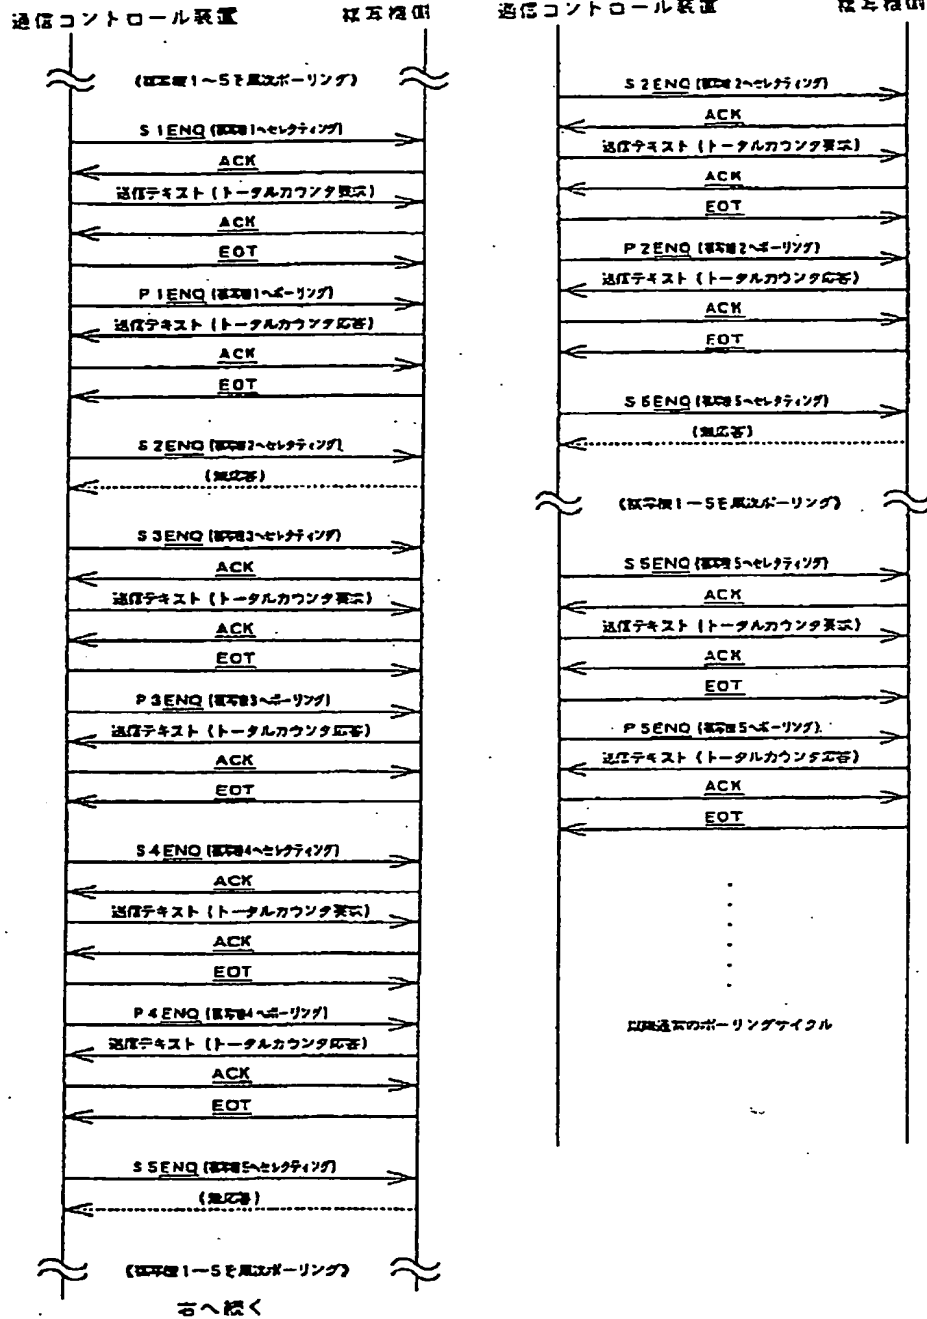 通信コントロール装置 複写機側
(複写機1～5を順次ポーリング)
S1ENQ (複写機1へセレクティング)
ACK
送信テキスト (トータルカウンタ要求)
ACK
EOT
P1ENQ (複写機1へポーリング)
送信テキスト (トータルカウンタ応答)
ACK
EOT
S2ENQ (複写機2へセレクティング)
(無応答)
S3ENQ (複写機3へセレクティング)
ACK
送信テキスト (トータルカウンタ要求)
ACK
EOT
P3ENQ (複写機3へポーリング)
送信テキスト (トータルカウンタ応答)
ACK
EOT
S4ENQ (複写機4へセレクティング)
ACK
送信テキスト (トータルカウンタ要求)
ACK
EOT
P4ENQ (複写機4へポーリング)
送信テキスト (トータルカウンタ応答)
ACK
EOT
S5ENQ (複写機5へセレクティング)
(無応答)
(複写機1～5を順次ポーリング)
右へ続く
通信コントロール装置 複写機側
S2ENQ (複写機2へセレクティング)
ACK
送信テキスト (トータルカウンタ要求)
ACK
EOT
P2ENQ (複写機2へポーリング)
送信テキスト (トータルカウンタ応答)
ACK
EOT
S5ENQ (複写機5へセレクティング)
(無応答)
(複写機1～5を順次ポーリング)
S5ENQ (複写機5へセレクティング)
ACK
送信テキスト (トータルカウンタ要求)
ACK
EOT
P5ENQ (複写機5へポーリング)
送信テキスト (トータルカウンタ応答)
ACK
EOT
以降通常のポーリングサイクル